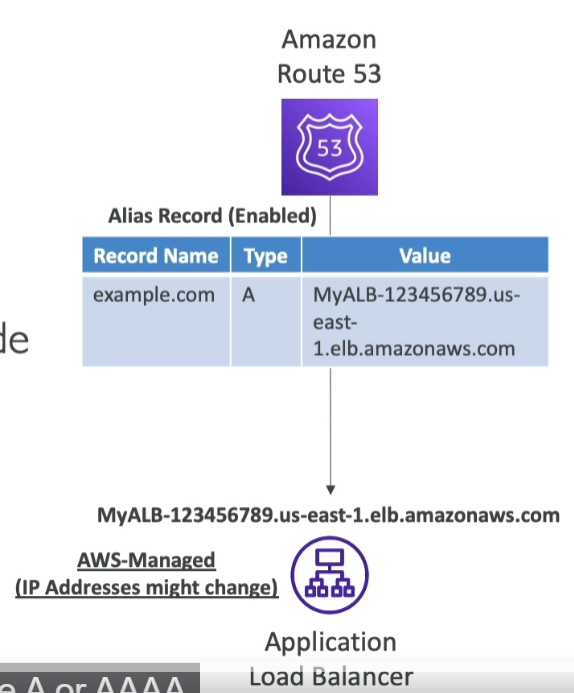 Amazon
Route 53
53
Alias Record (Enabled)
Record Name Type Value
example.com A MyALB-123456789.us-
east-
1.elb.amazonaws.com
de
MyALB-123456789.us-east-1.elb.amazonaws.com
AWS-Managed
(IP Addresses might change)
Application
Load Balancer
e A or AAAA